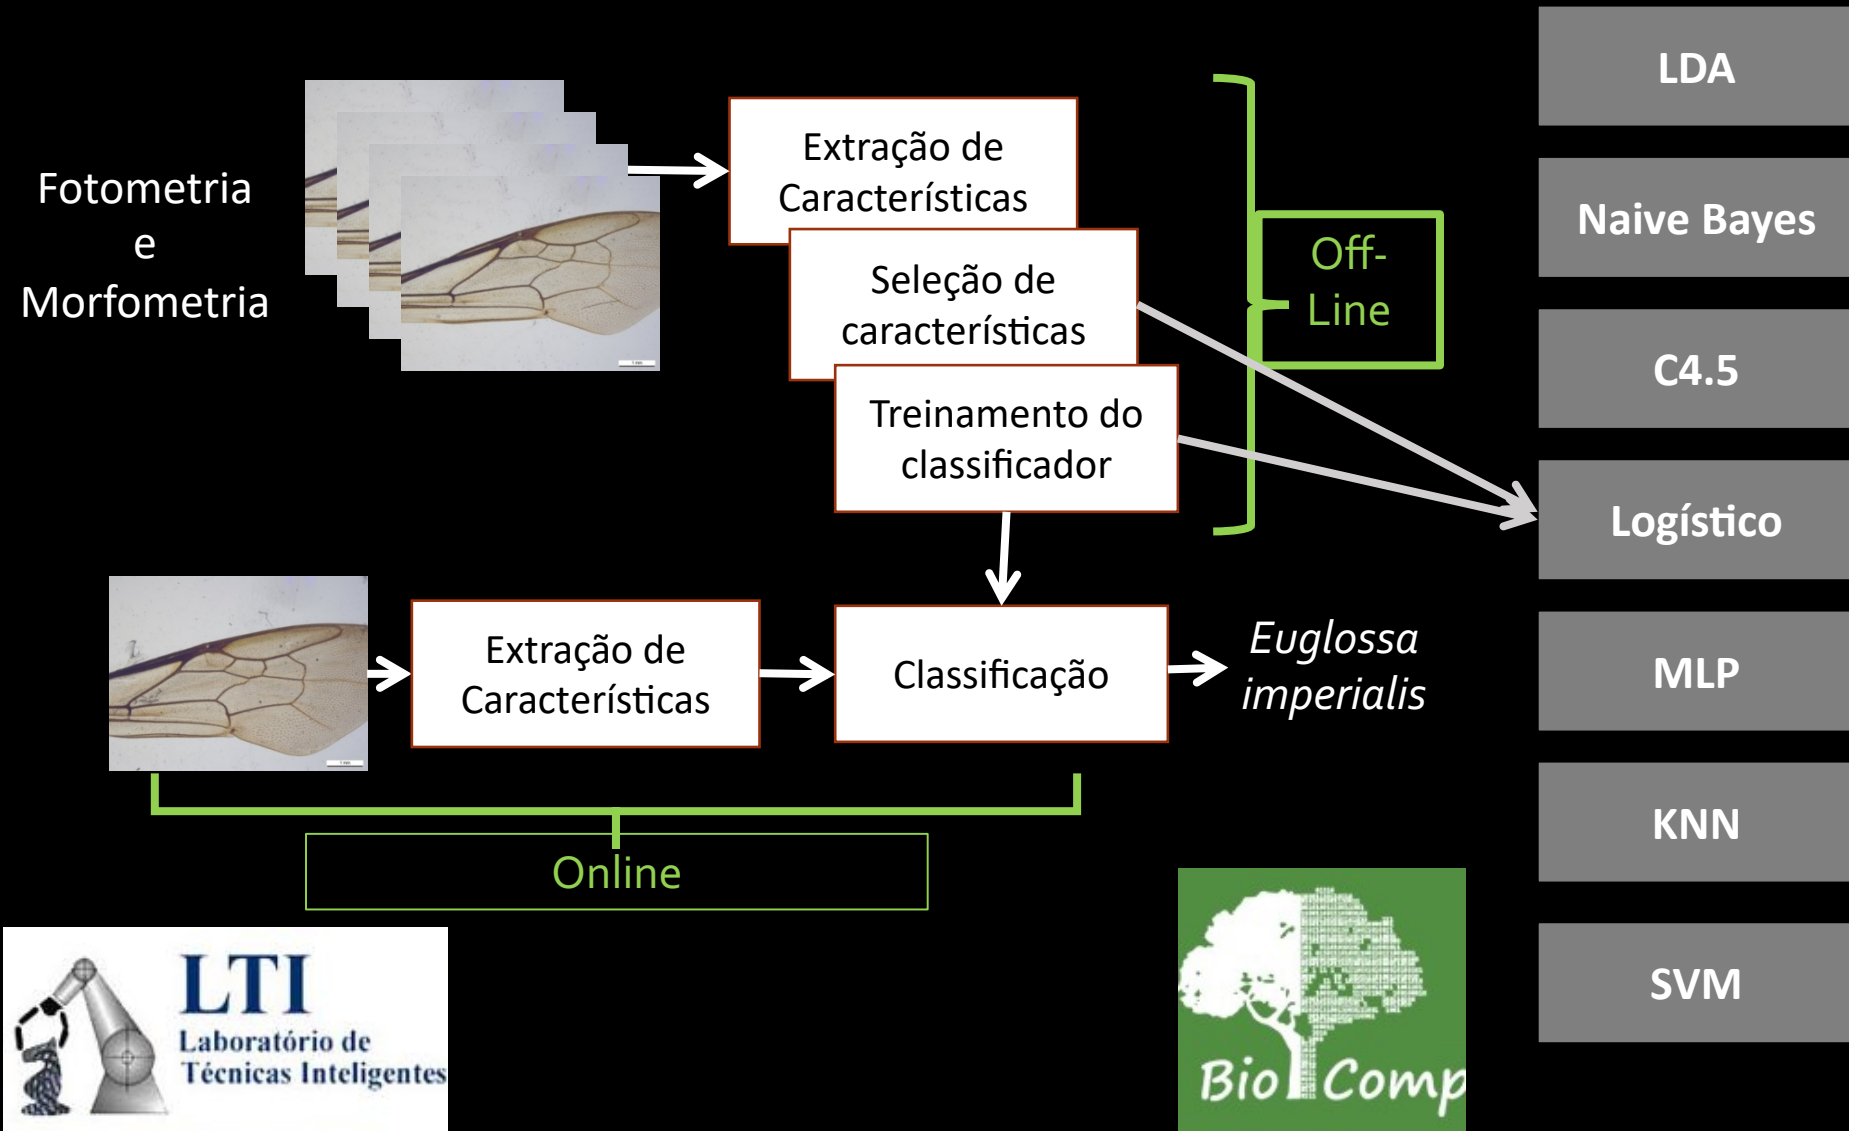 Fotometria
e
Morfometria
Extração de
Características
Seleção de
características
Treinamento do
classificador
Off-
Line
Extração de
Características
Classificação
Euglossa
imperialis
Online
LDA
Naive Bayes
C4.5
Logístico
MLP
KNN
SVM
LTI
Laboratório de
Técnicas Inteligentes
Bio Comp